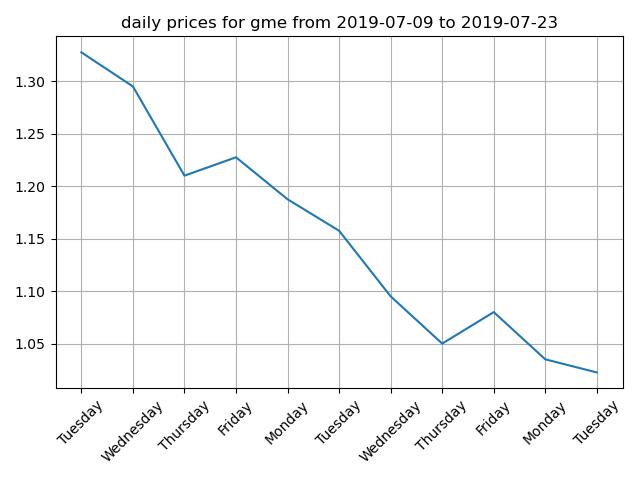 daily prices for gme from 2019-07-09 to 2019-07-23
1.30
1.25
1.20
1.15
1.10
1.05
Tuesday
Wednesday
Thursday
Friday
Monday
Tuesday
Wednesday
Thursday
Friday
Monday
Tuesday